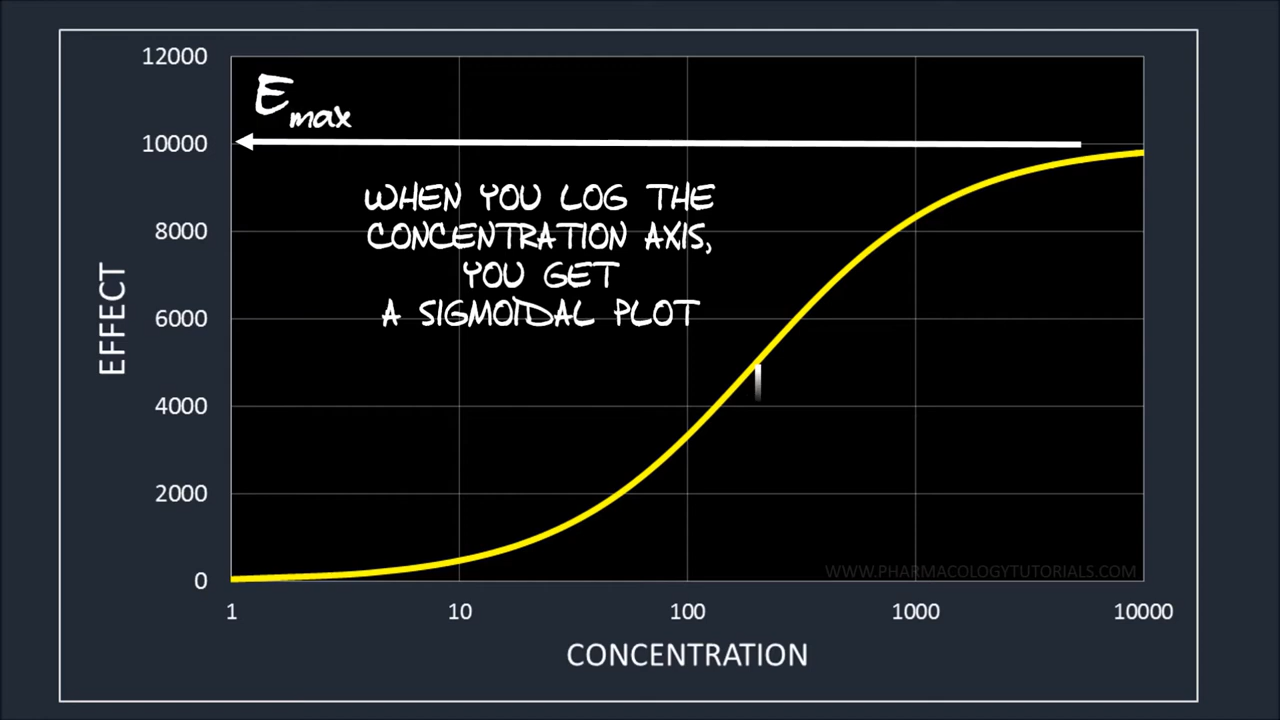 12000
E max
10000
WHEN YOU LOG THE
CONCENTRATION AXIS,
YOU GET
A SIGMOIDAL PLOT
8000
6000
4000
2000
0
EFFECT
WWW.PHARMACOLOGYTUTORIALS.COM
1 10 100 1000 10000
CONCENTRATION